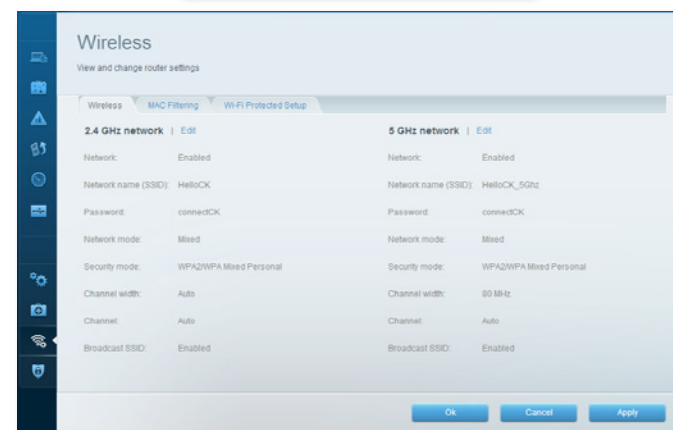 Wireless
View and change router settings
Wireless MAC Filtering Wi-Fi Protected Setup
2.4 GHz network | Edit 5 GHz network | Edit
Network: Enabled Network: Enabled
Network name (SSID): HelloCK Network name (SSID): HelloCK_5Ghz
Password: connectCK Password: connectCK
Network mode: Mixed Network mode: Mixed
Security mode: WPA2/WPA Mixed Personal Security mode: WPA2/WPA Mixed Personal
Channel width: Auto Channel width: 80 MHz
Channel: Auto Channel: Auto
Broadcast SSID: Enabled Broadcast SSID: Enabled
Ok Cancel Apply